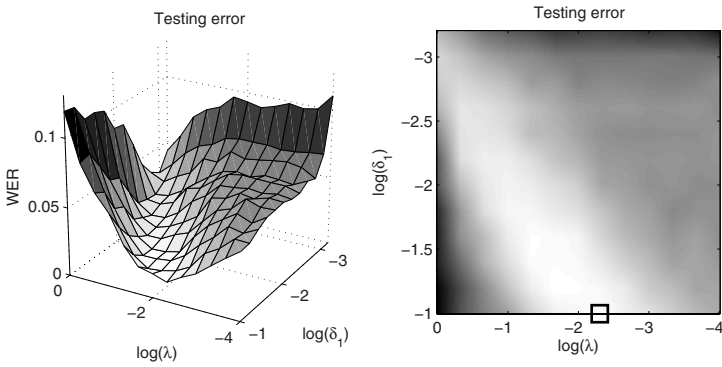 Testing error
WER
0.1
0.05
0
0
−2
−4
log(λ)
−1
−2
−3
log(δ₁)
Testing error
log(δ₁)
−3
−2.5
−2
−1.5
−1
0
−1
−2
−3
−4
log(λ)